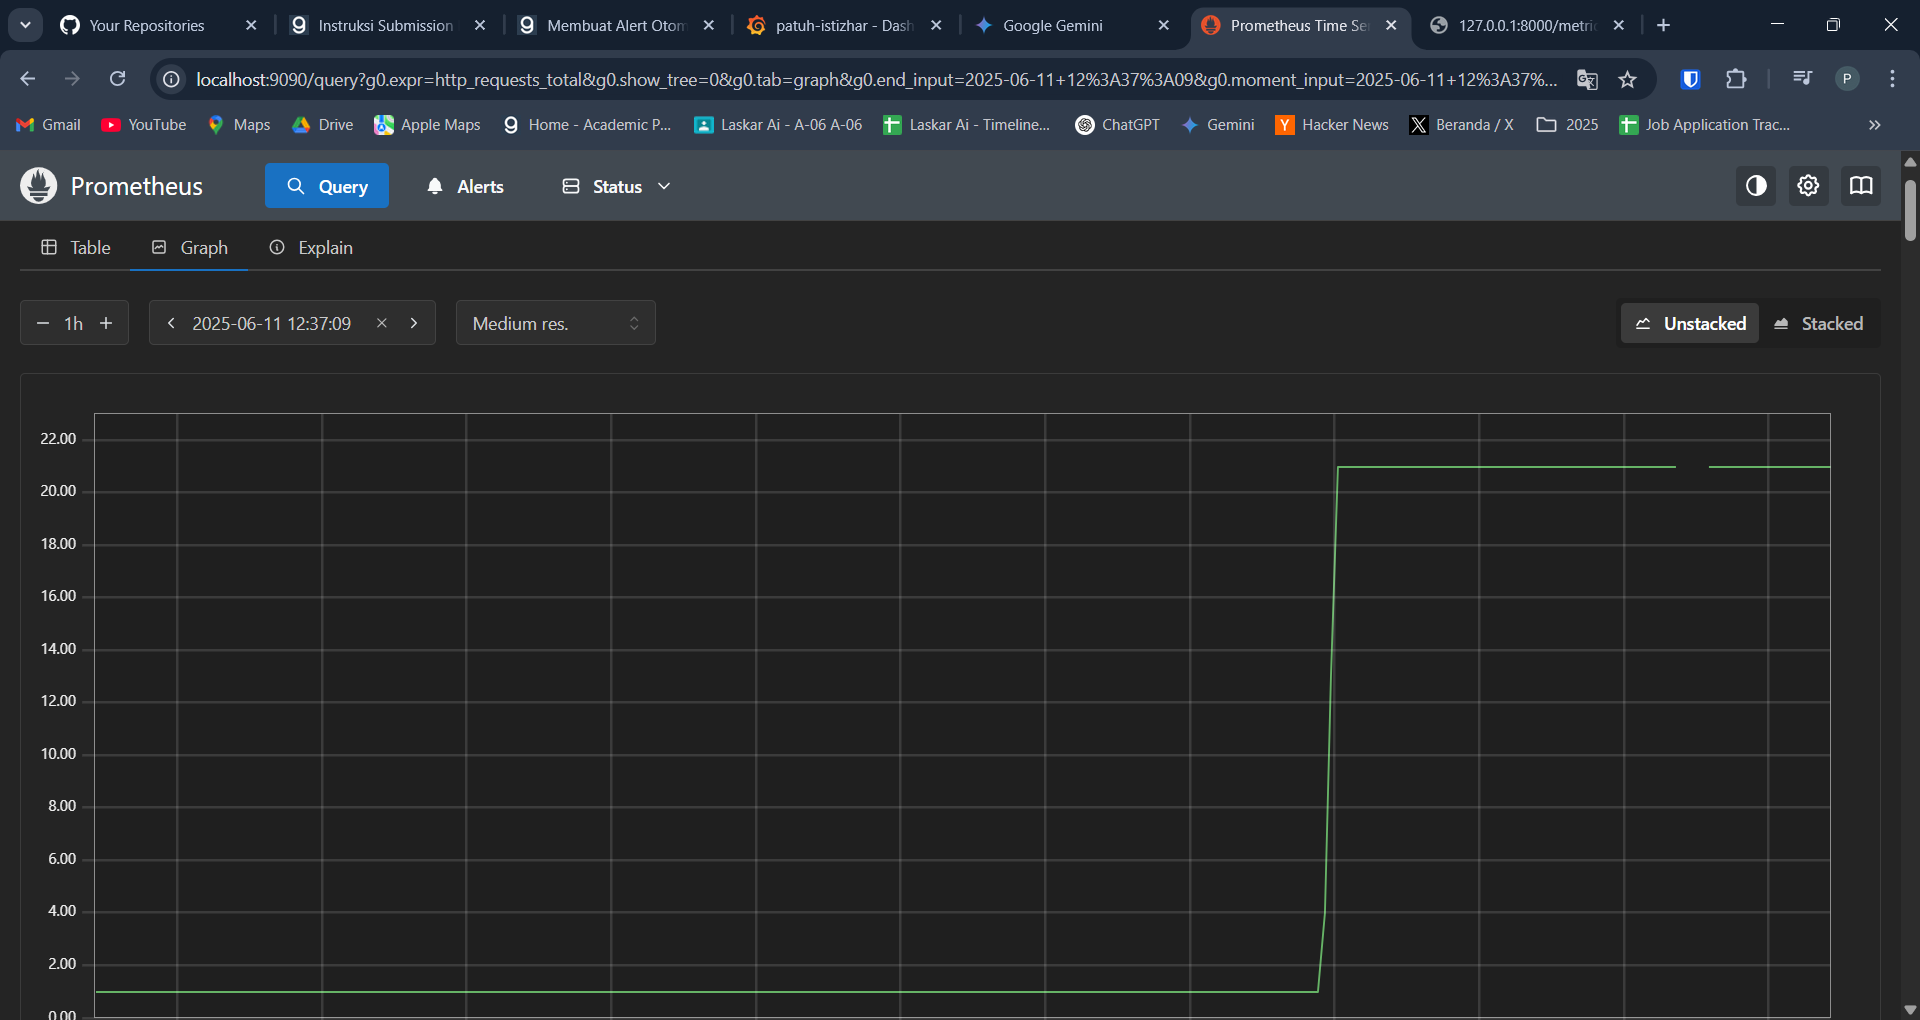 Your Repositories
Instruksi Submission
Membuat Alert Otom
patuh-istizhar - Dash
Google Gemini
Prometheus Time Se
127.0.0.1:8000/metri
localhost:9090/query?g0.expr=http_requests_total&g0.show_tree=0&g0.tab=graph&g0.end_input=2025-06-11+12%3A37%3A09&g0.moment_input=2025-06-11+12%3A37%...
P
Gmail
YouTube
Maps
Drive
Apple Maps
Home - Academic P...
Laskar Ai - A-06 A-06
Laskar Ai - Timeline...
ChatGPT
Gemini
Hacker News
Beranda / X
2025
Job Application Trac...
Prometheus
Query
Alerts
Status
Table
Graph
Explain
1h
2025-06-11 12:37:09
Medium res.
Unstacked
Stacked
22.00
20.00
18.00
16.00
14.00
12.00
10.00
8.00
6.00
4.00
2.00
0.00